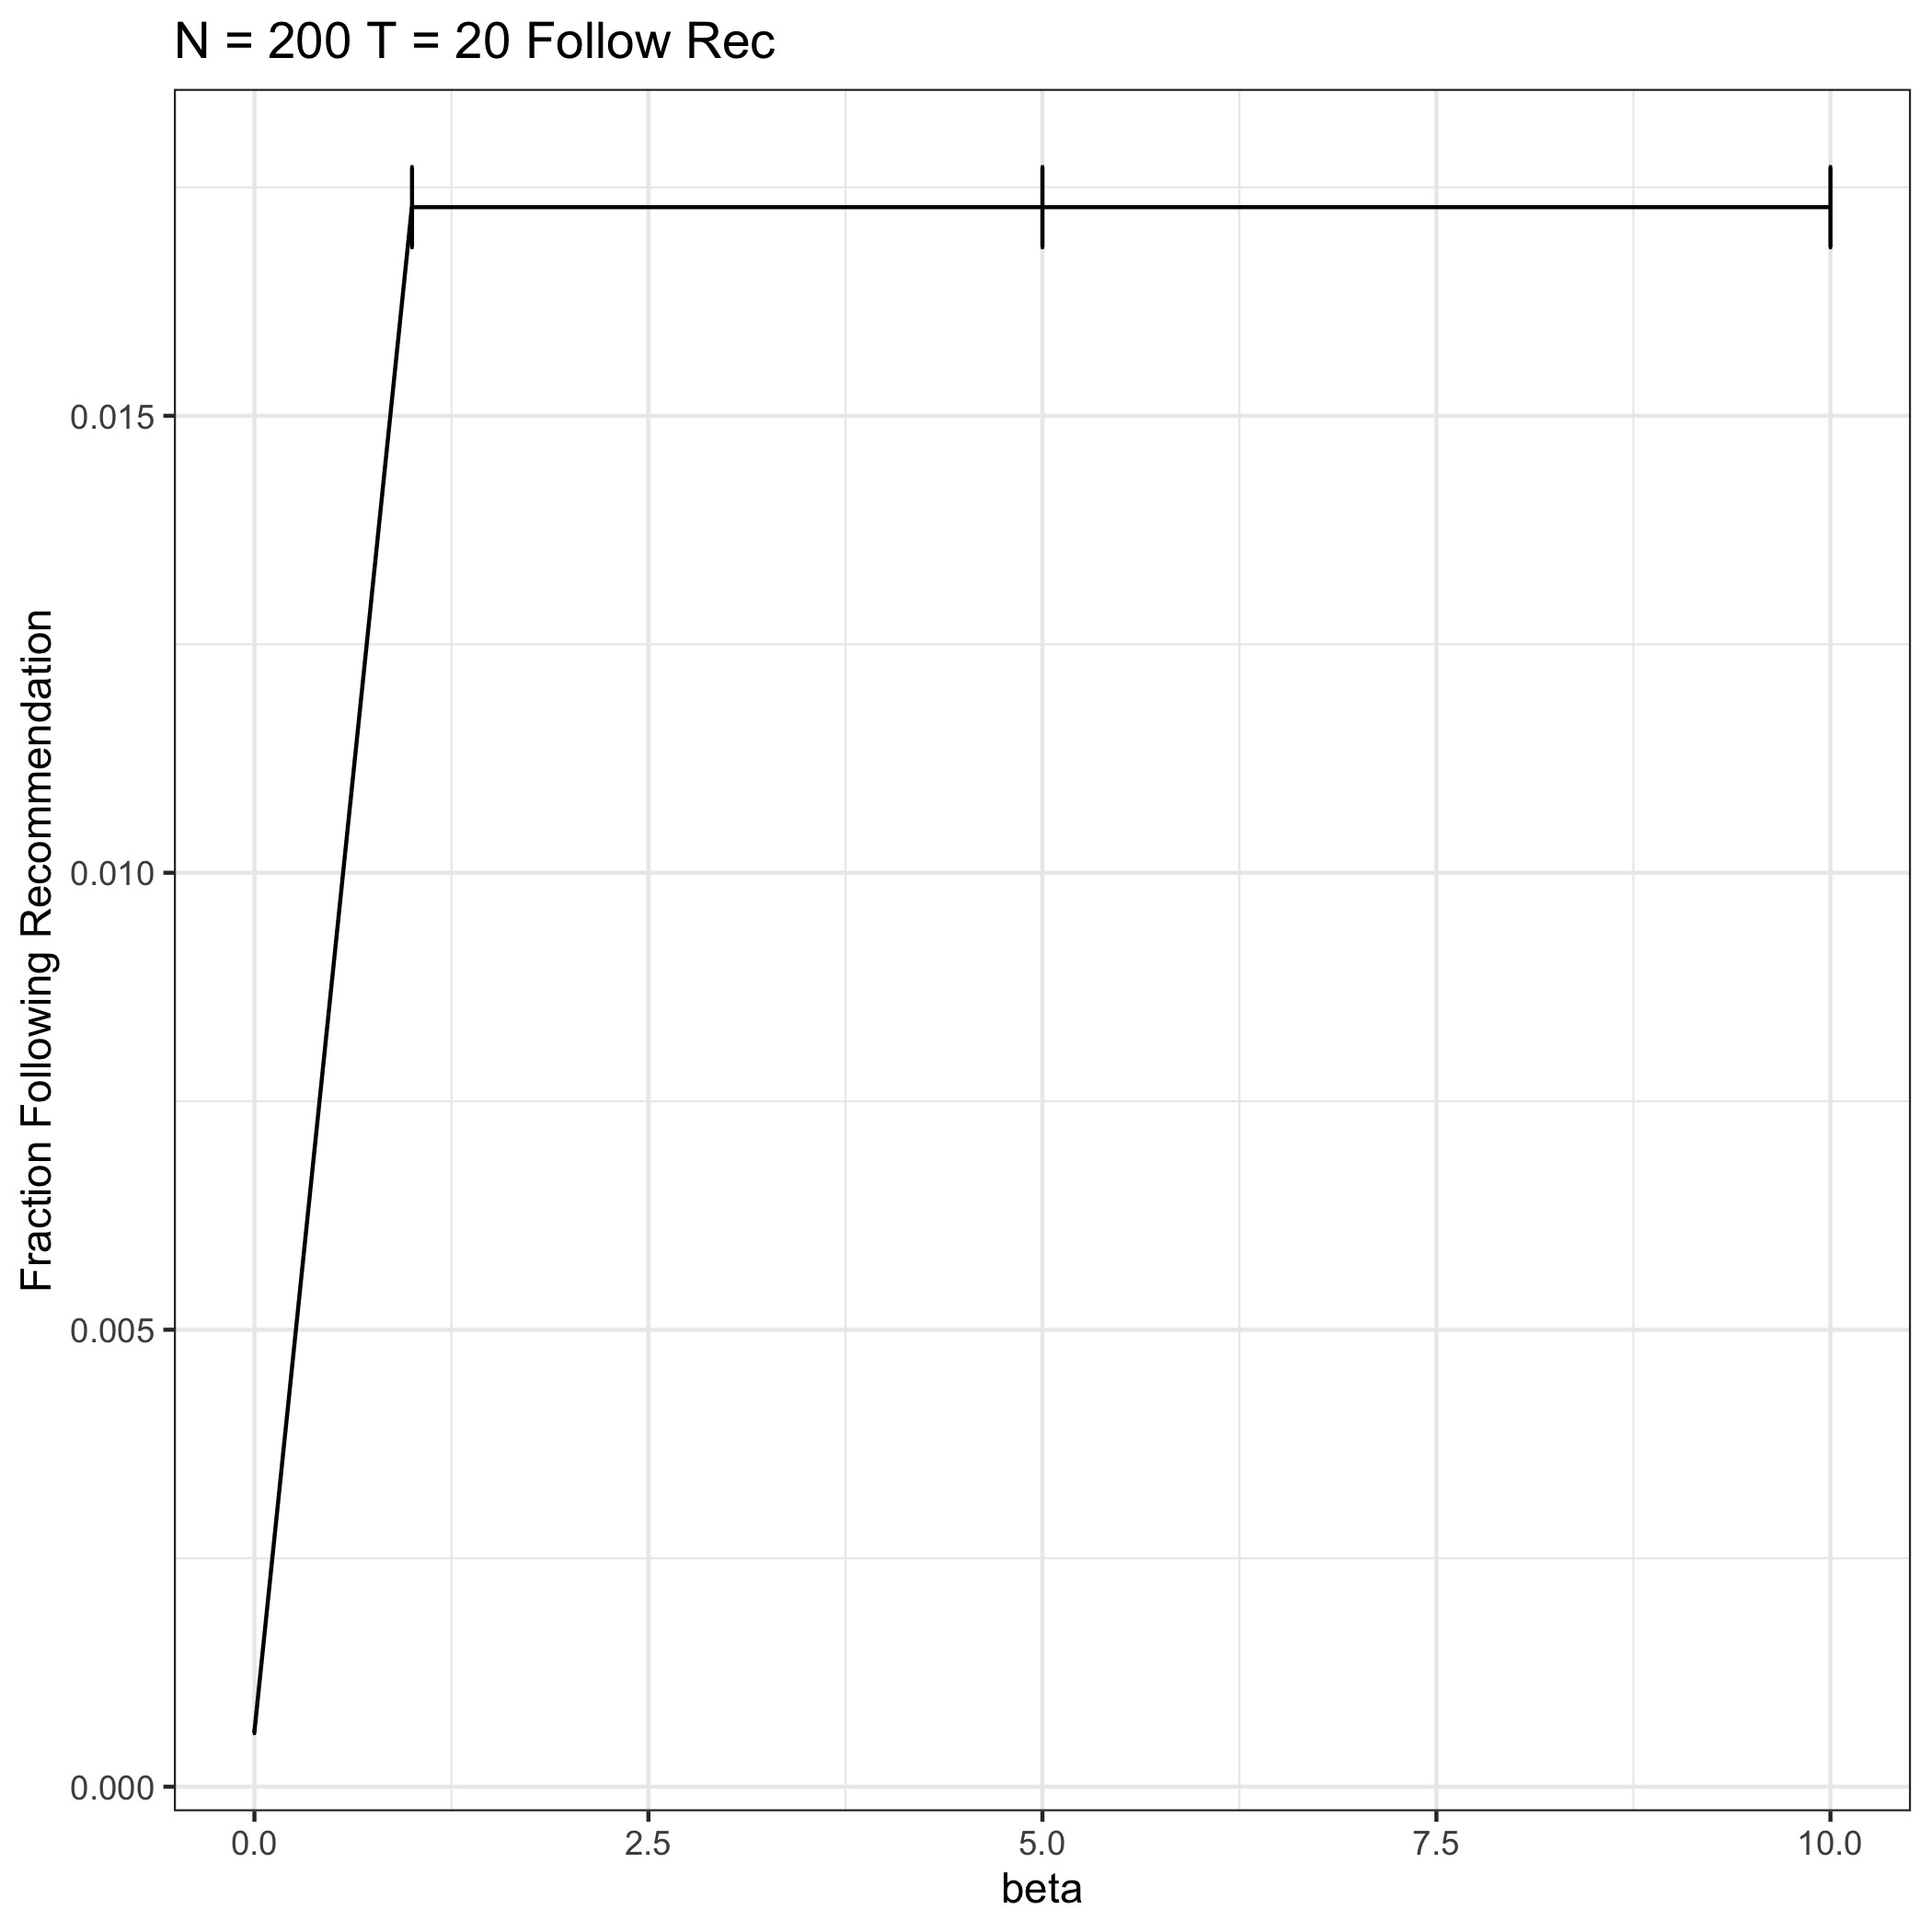 N = 200 T = 20 Follow Rec
Fraction Following Recommendation
0.015
0.010
0.005
0.000
0.0 2.5 5.0 7.5 10.0
beta